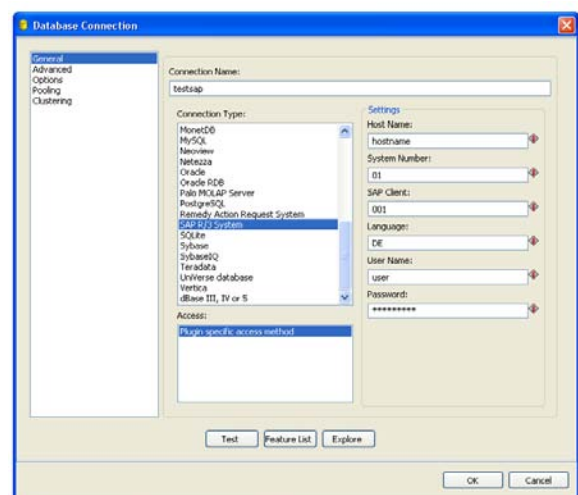 Database Connection
General
Advanced
Options
Pooling
Clustering
Connection Name:
testsap
Connection Type:
MonetDB
MySQL
Neoview
Netezza
Oracle
Oracle RDB
Palo MOLAP Server
PostgreSQL
Remedy Action Request System
SAP R/3 System
SQLite
Sybase
SybaseIQ
Teradata
UniVerse database
Vertica
dBase III, IV or 5
Access:
Plugin specific access method
Settings
Host Name:
hostname
System Number:
01
SAP Client:
001
Language:
DE
User Name:
user
Password:
*********
Test
Feature List
Explore
OK
Cancel